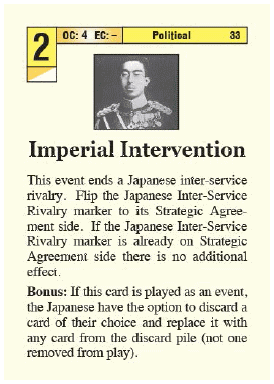 2 OC: 4 EC: – Political 33
Imperial Intervention
This event ends a Japanese inter-service
rivalry. Flip the Japanese Inter-Service
Rivalry marker to its Strategic Agree-
ment side. If the Japanese Inter-Service
Rivalry marker is already on Strategic
Agreement side there is no additional
effect.
Bonus: If this card is played as an event,
the Japanese have the option to discard a
card of their choice and replace it with
any card from the discard pile (not one
removed from play).